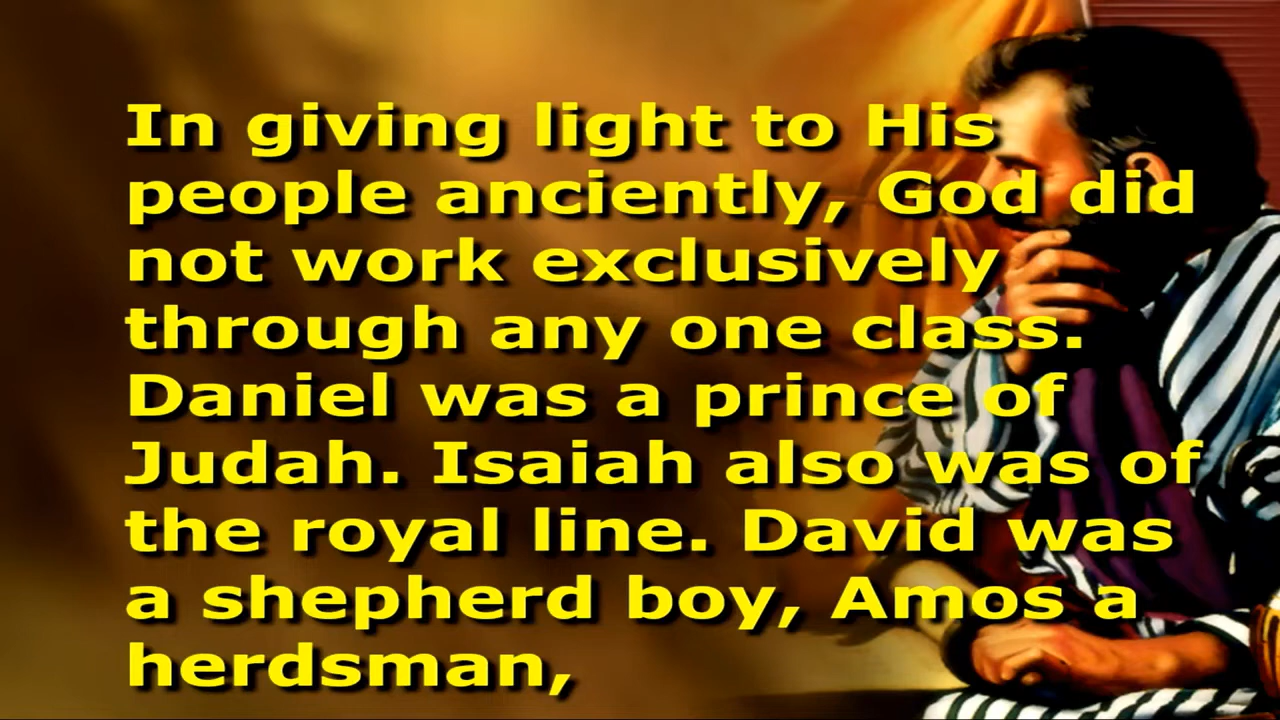 In giving light to His
people anciently, God did
not work exclusively
through any one class.
Daniel was a prince of
Judah. Isaiah also was of
the royal line. David was
a shepherd boy, Amos a
herdsman,